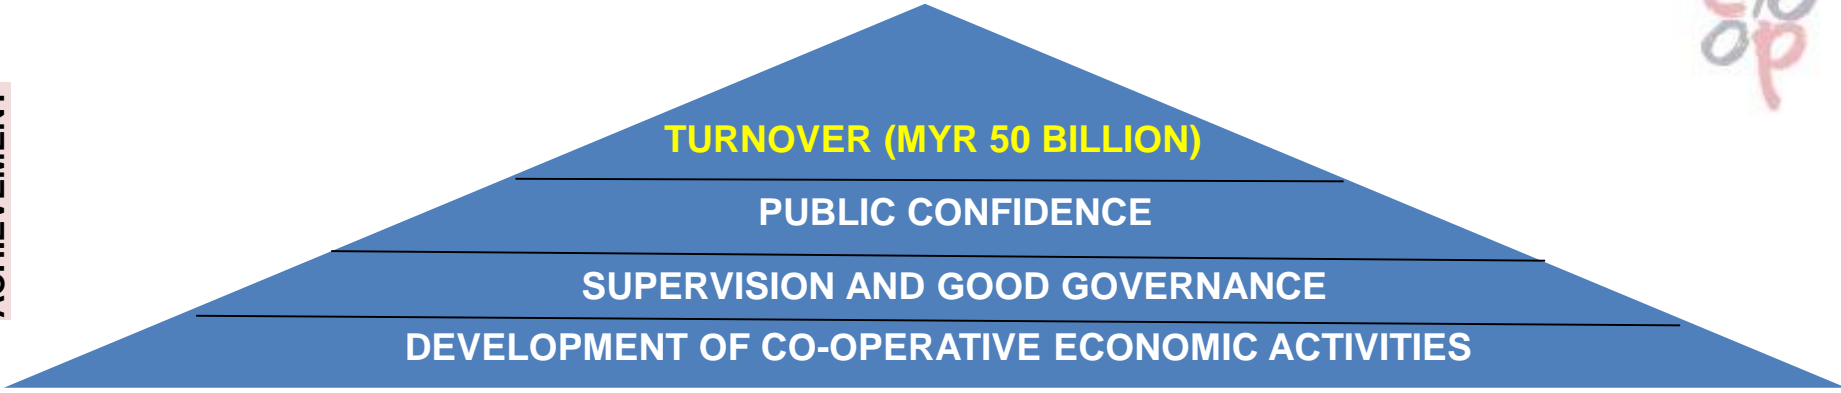 TURNOVER (MYR 50 BILLION)
PUBLIC CONFIDENCE
SUPERVISION AND GOOD GOVERNANCE
DEVELOPMENT OF CO-OPERATIVE ECONOMIC ACTIVITIES